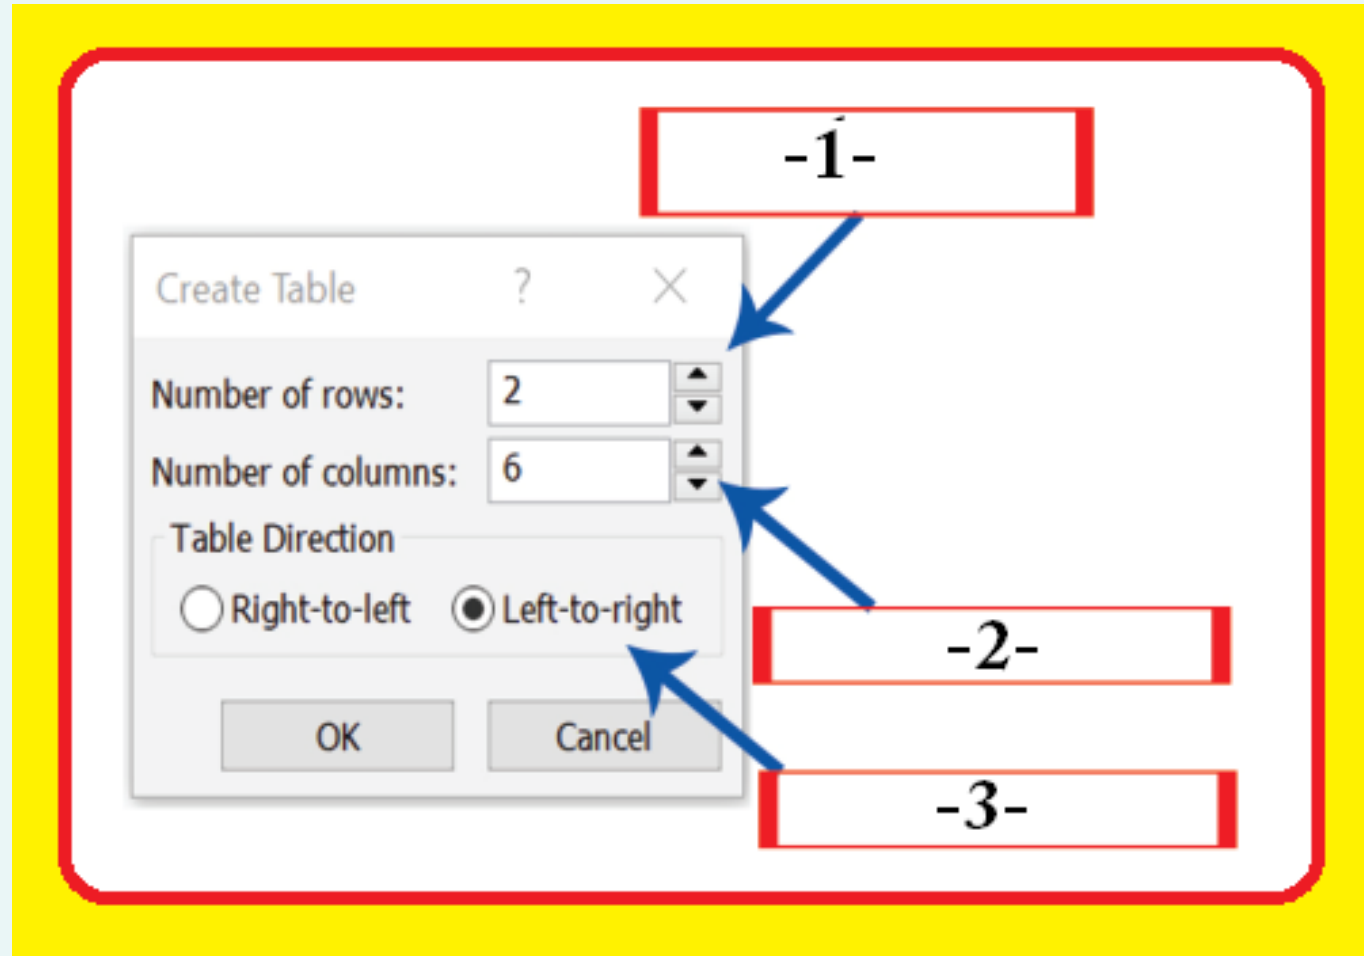 -1-
Create Table ? ×
Number of rows: 2
Number of columns: 6
Table Direction
Right-to-left Left-to-right
-2-
OK Cancel
-3-